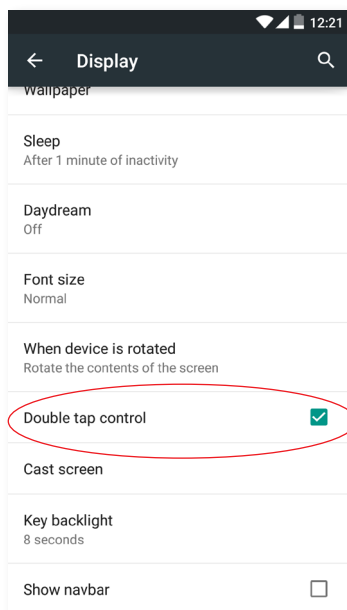 12:21
Display
Wallpaper
Sleep
After 1 minute of inactivity
Daydream
Off
Font size
Normal
When device is rotated
Rotate the contents of the screen
Double tap control
Cast screen
Key backlight
8 seconds
Show navbar